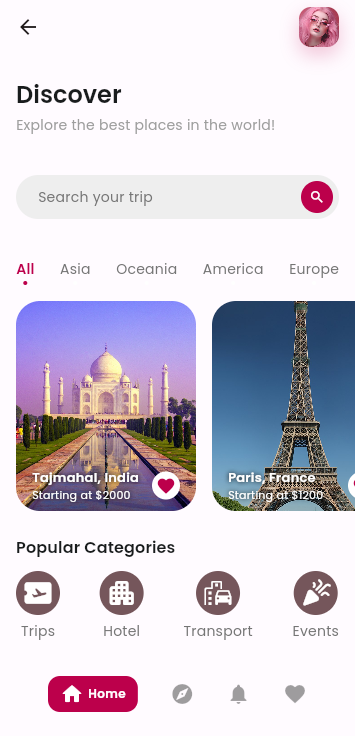 Discover
Explore the best places in the world!
Search your trip
All Asia Oceania America Europe
Tajmahal, India
Starting at $2000
Paris, France
Starting at $1200
Popular Categories
Trips Hotel Transport Events
Home